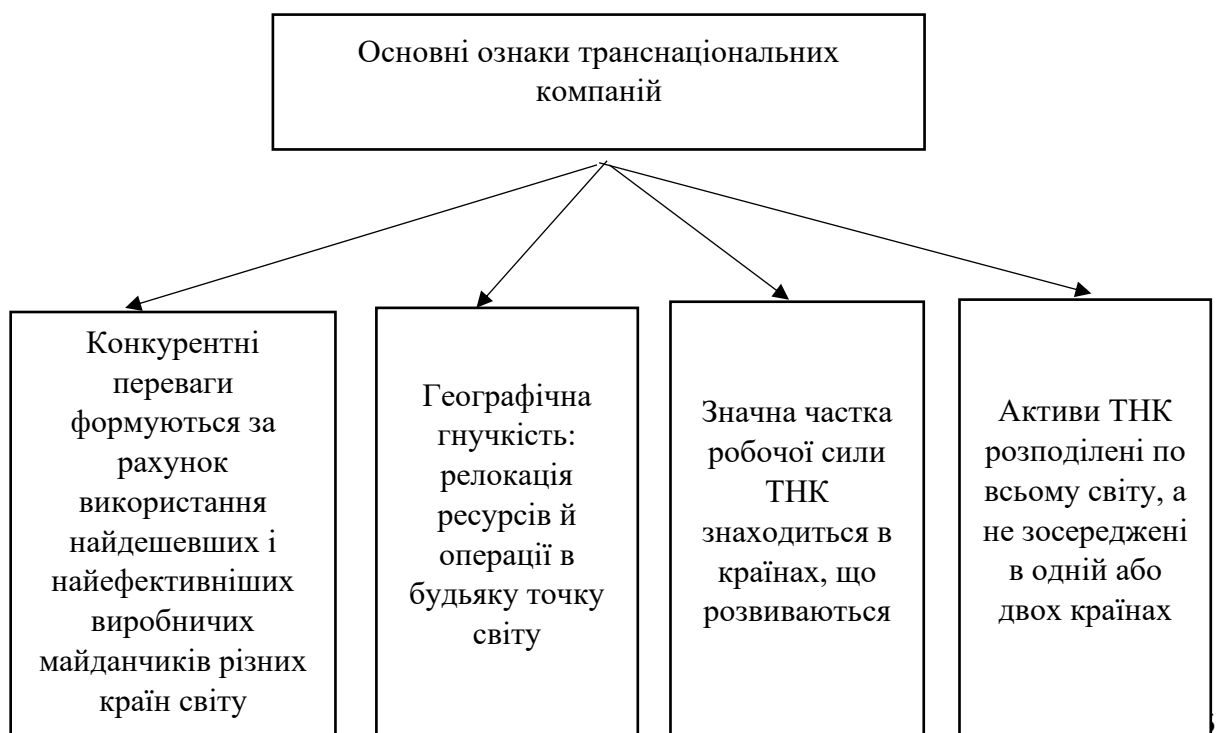 Основні ознаки транснаціональних
компаній
Конкурентні
переваги
формуються за
рахунок
використання
найдешевших і
найефективніших
виробничих
майданчиків різних
країн світу
Географічна
гнучкість:
релокація
ресурсів й
операції в
будьяку точку
світу
Значна частка
робочої сили
ТНК
знаходиться в
країнах, що
розвиваються
Активи ТНК
розподілені по
всьому світу, а
не зосереджені
в одній або
двох країнах